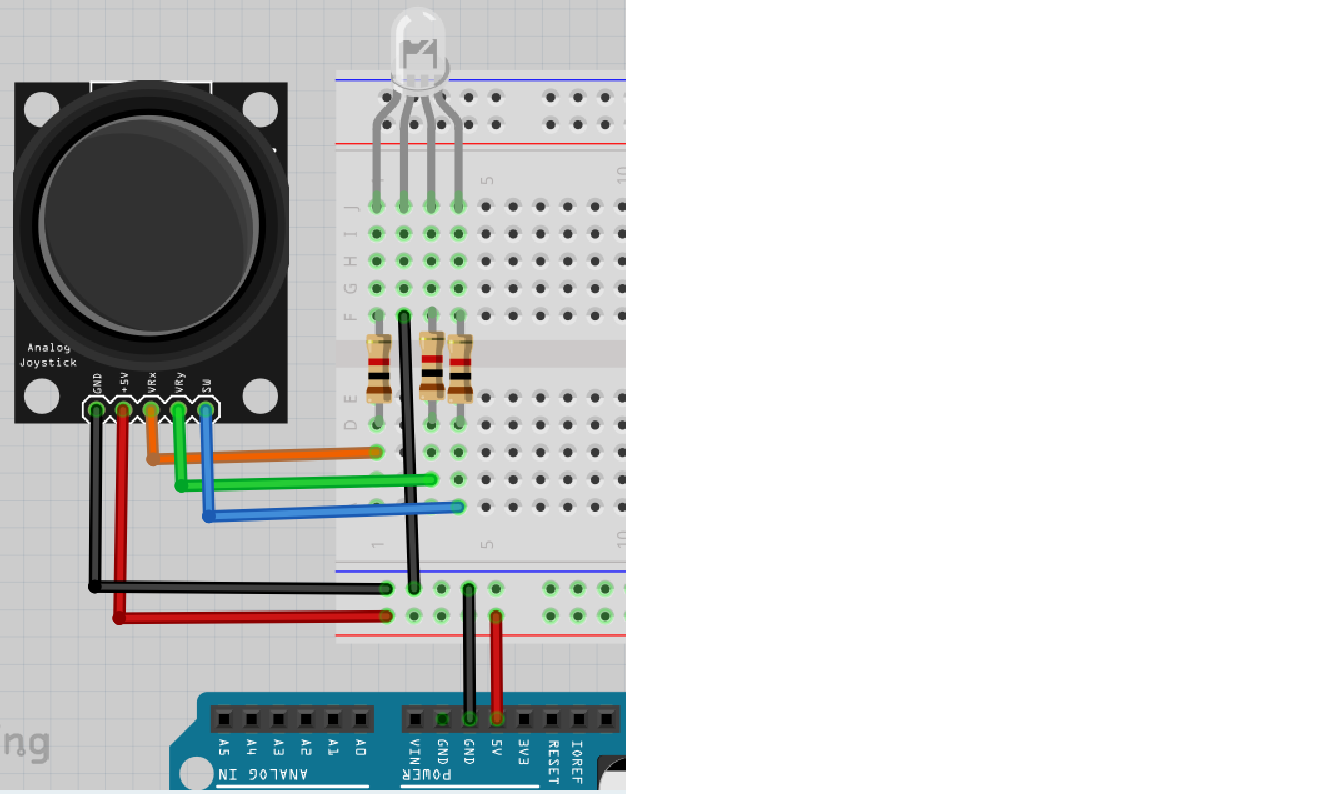 1
5
10
J
I
H
G
F
E
D
Analog
Joystick
GND
+5V
VRx
VRy
SW
1
5
10
A5
A4
A3
A2
A1
A0
VIN
GND
GND
5V
3V3
RESET
IOREF
ANALOG IN
POWER
ng